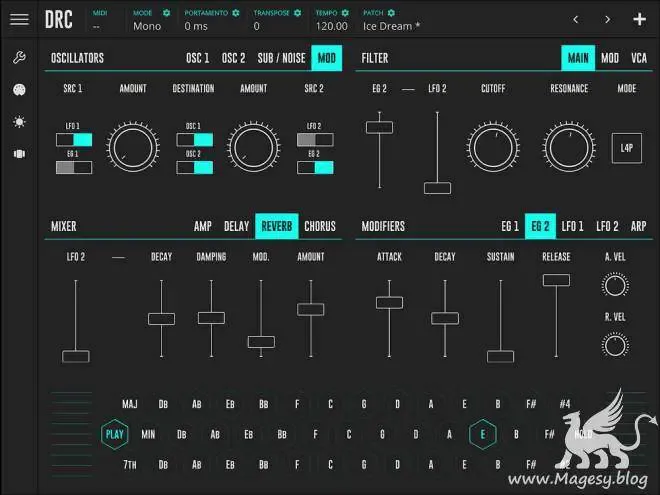 DRC MIDI MODE PORTAMENTO TRANSPOSE TEMPO PATCH
-- Mono 0 ms 0 120.00 Ice Dream *
OSCILLATORS OSC 1 OSC 2 SUB / NOISE MOD
FILTER MAIN MOD VCA
SRC 1 AMOUNT DESTINATION AMOUNT SRC 2
EG 2 LFO 2 CUTOFF RESONANCE MODE
LFO 1 OSC 1 LFO 2
EG 1 OSC 2 EG 2
L4P
MIXER AMP DELAY REVERB CHORUS
MODIFIERS EG 1 EG 2 LFO 1 LFO 2 ARP
LFO 2 DECAY DAMPING MOD. AMOUNT
ATTACK DECAY SUSTAIN RELEASE A. VEL
R. VEL
MAJ DB AB EB BB F C G D A E B F# #4
PLAY MIN DB AB EB BB F C G D A E B F# HOLD
7TH DB AB EB BB F C G D A E B F#
www.Magesy.blog